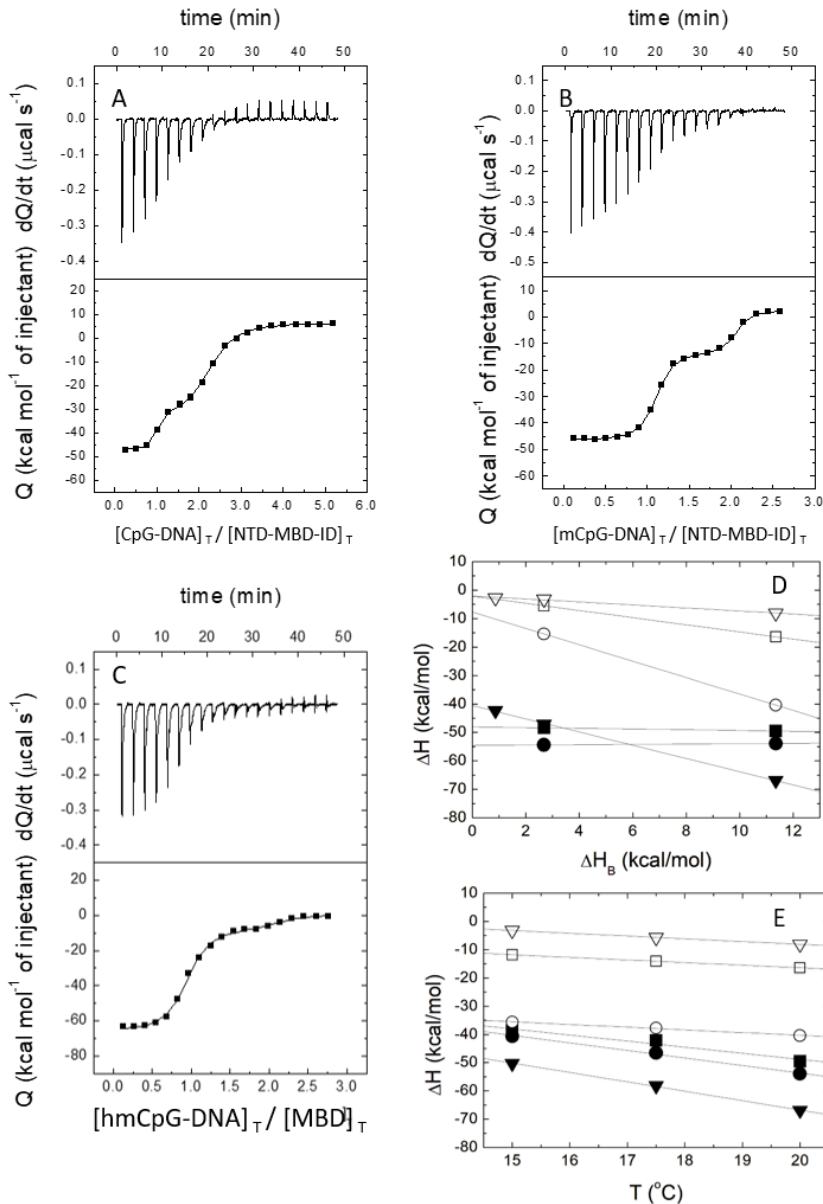 time (min)
0 10 20 30 40 50
A
0.1
0.0
-0.1
-0.2
-0.3
-0.4
dQ/dt (μcal s⁻¹)
20
10
0
-10
-20
-30
-40
-50
-60
Q (kcal mol⁻¹ of injectant)
0.0 1.0 2.0 3.0 4.0 5.0 6.0
[CpG-DNA]T / [NTD-MBD-ID]T
time (min)
0 10 20 30 40 50
B
0.1
0.0
-0.1
-0.2
-0.3
-0.4
-0.5
dQ/dt (μcal s⁻¹)
10
0
-10
-20
-30
-40
-50
-60
Q (kcal mol⁻¹ of injectant)
0.0 0.5 1.0 1.5 2.0 2.5 3.0
[mCpG-DNA]T / [NTD-MBD-ID]T
time (min)
0 10 20 30 40 50
C
0.1
0.0
-0.1
-0.2
-0.3
-0.4
dQ/dt (μcal s⁻¹)
20
0
-20
-40
-60
-80
Q (kcal mol⁻¹ of injectant)
0.0 0.5 1.0 1.5 2.0 2.5 3.0
[hmCpG-DNA]T / [MBD]T
D
10
0
-10
-20
-30
-40
-50
-60
-70
-80
ΔH (kcal/mol)
0 2 4 6 8 10 12
ΔHB (kcal/mol)
E
10
0
-10
-20
-30
-40
-50
-60
-70
-80
ΔH (kcal/mol)
15 16 17 18 19 20
T (°C)